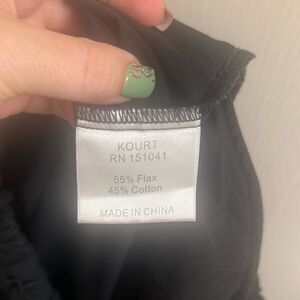 KOURT
RN 151041
55% Flax
45% Cotton
MADE IN CHINA